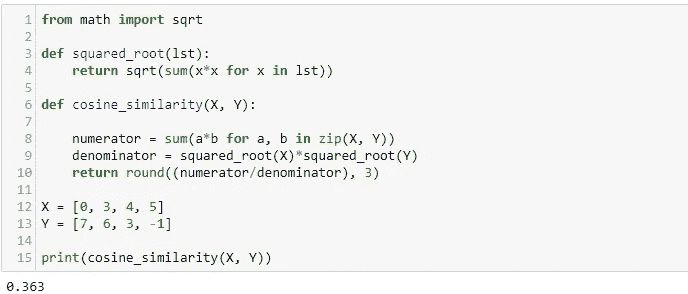 1 from math import sqrt
2
3 def squared_root(lst):
4     return sqrt(sum(x*x for x in lst))
5
6 def cosine_similarity(X, Y):
7
8     numerator = sum(a*b for a, b in zip(X, Y))
9     denominator = squared_root(X)*squared_root(Y)
10     return round((numerator/denominator), 3)
11
12 X = [0, 3, 4, 5]
13 Y = [7, 6, 3, -1]
14
15 print(cosine_similarity(X, Y))
0.363